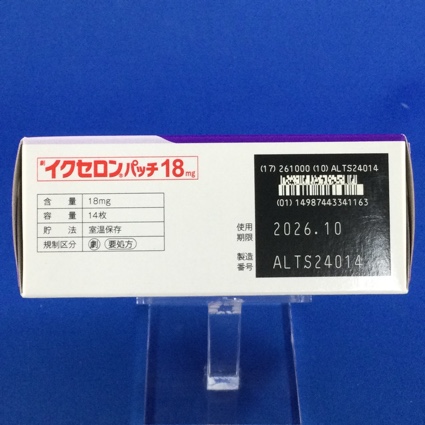 劇 イクセロン®パッチ18mg
含量 18mg
容量 14枚
貯法 室温保存
規制区分 劇 要処方
(17) 261000 (10) ALTS24014
(01) 14987443341163
使用期限 2026.10
製造番号 ALTS24014